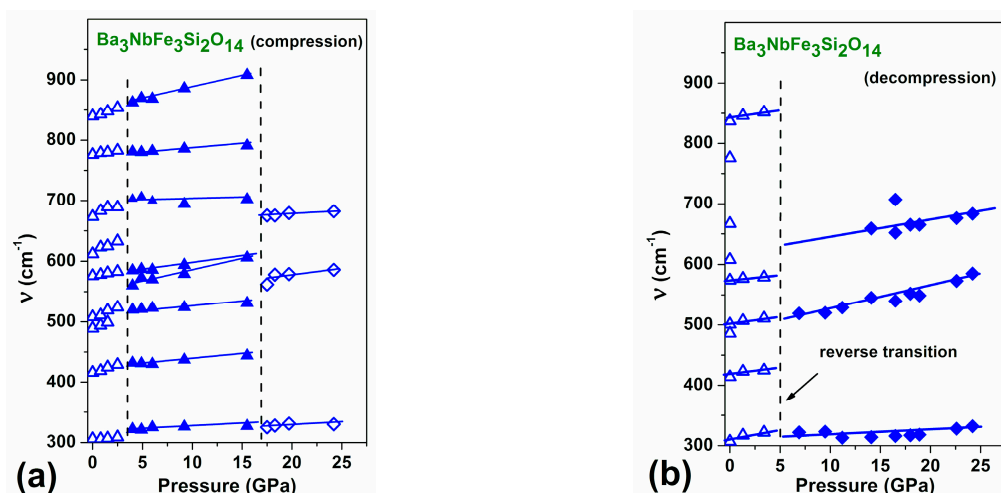 Ba₃NbFe₃Si₂O₁₄ (compression)
900
800
700
600
500
400
300
ν (cm⁻¹)
0 5 10 15 20 25
Pressure (GPa)
(a)
Ba₃NbFe₃Si₂O₁₄
(decompression)
900
800
700
600
500
400
300
ν (cm⁻¹)
reverse transition
0 5 10 15 20 25
Pressure (GPa)
(b)